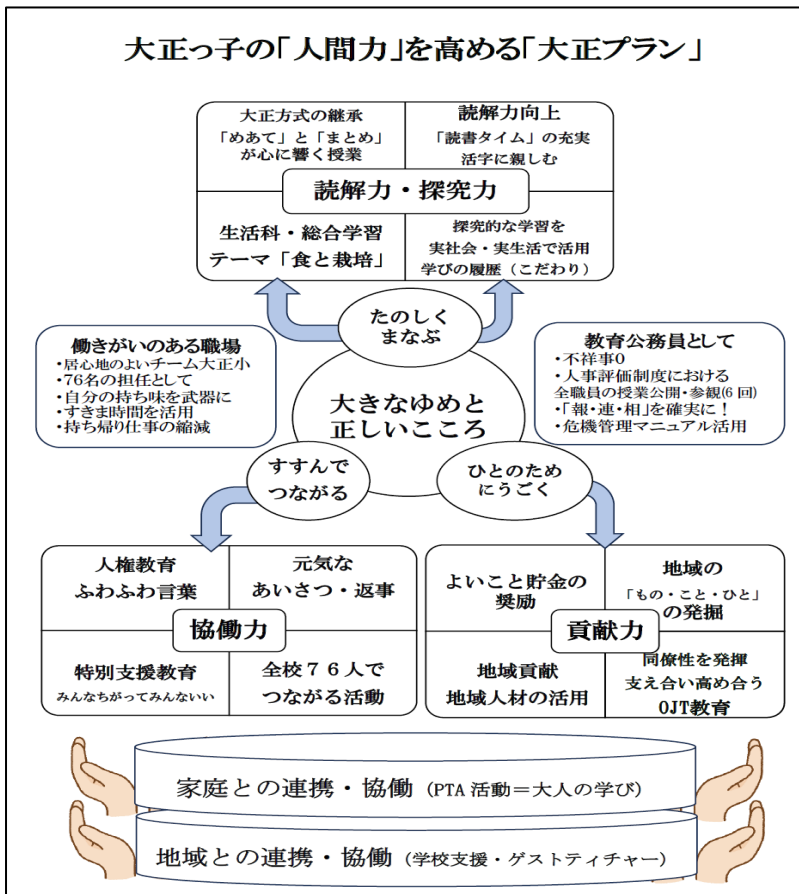 大正っ子の「人間力」を高める「大正プラン」
大正方式の継承
「めあて」と「まとめ」
が心に響く授業
読解力向上
「読書タイム」の充実
活字に親しむ
読解力・探究力
生活科・総合学習
テーマ「食と栽培」
探究的な学習を
実社会・実生活で活用
学びの履歴（こだわり）
たのしく
まなぶ
働きがいのある職場
・居心地のよいチーム大正小
・76名の担任として
・自分の持ち味を武器に
・すきま時間を活用
・持ち帰り仕事の縮減
教育公務員として
・不祥事0
・人事評価制度における
全職員の授業公開・参観(6回)
・「報・連・相」を確実に！
・危機管理マニュアル活用
大きなゆめと
正しいこころ
すすんで
つながる
ひとのため
にうごく
人権教育
ふわふわ言葉
元気な
あいさつ・返事
協働力
特別支援教育
みんなちがってみんないい
全校７６人で
つながる活動
よいこと貯金の
奨励
地域の
「もの・こと・ひと」
の発掘
貢献力
地域貢献
地域人材の活用
同僚性を発揮
支え合い高め合う
OJT教育
家庭との連携・協働（PTA活動＝大人の学び）
地域との連携・協働（学校支援・ゲストティチャー）